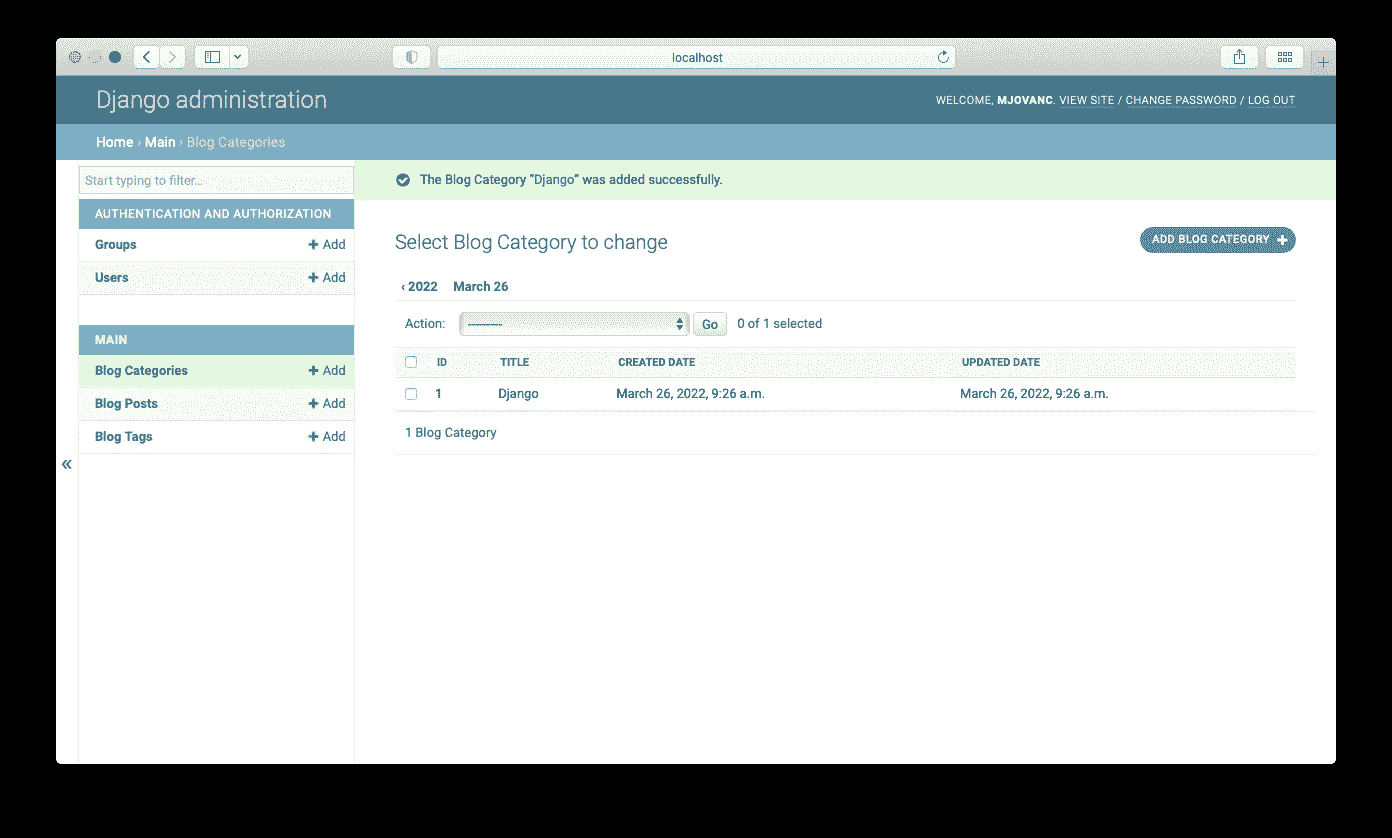 localhost
Django administration
WELCOME, MJOVANC. VIEW SITE / CHANGE PASSWORD / LOG OUT
Home › Main › Blog Categories
Start typing to filter...
The Blog Category “Django” was added successfully.
AUTHENTICATION AND AUTHORIZATION
Groups + Add
Users + Add
MAIN
Blog Categories + Add
Blog Posts + Add
Blog Tags + Add
«
Select Blog Category to change
ADD BLOG CATEGORY +
‹ 2022 March 26
Action: --------- Go 0 of 1 selected
ID TITLE CREATED DATE UPDATED DATE
1 Django March 26, 2022, 9:26 a.m. March 26, 2022, 9:26 a.m.
1 Blog Category